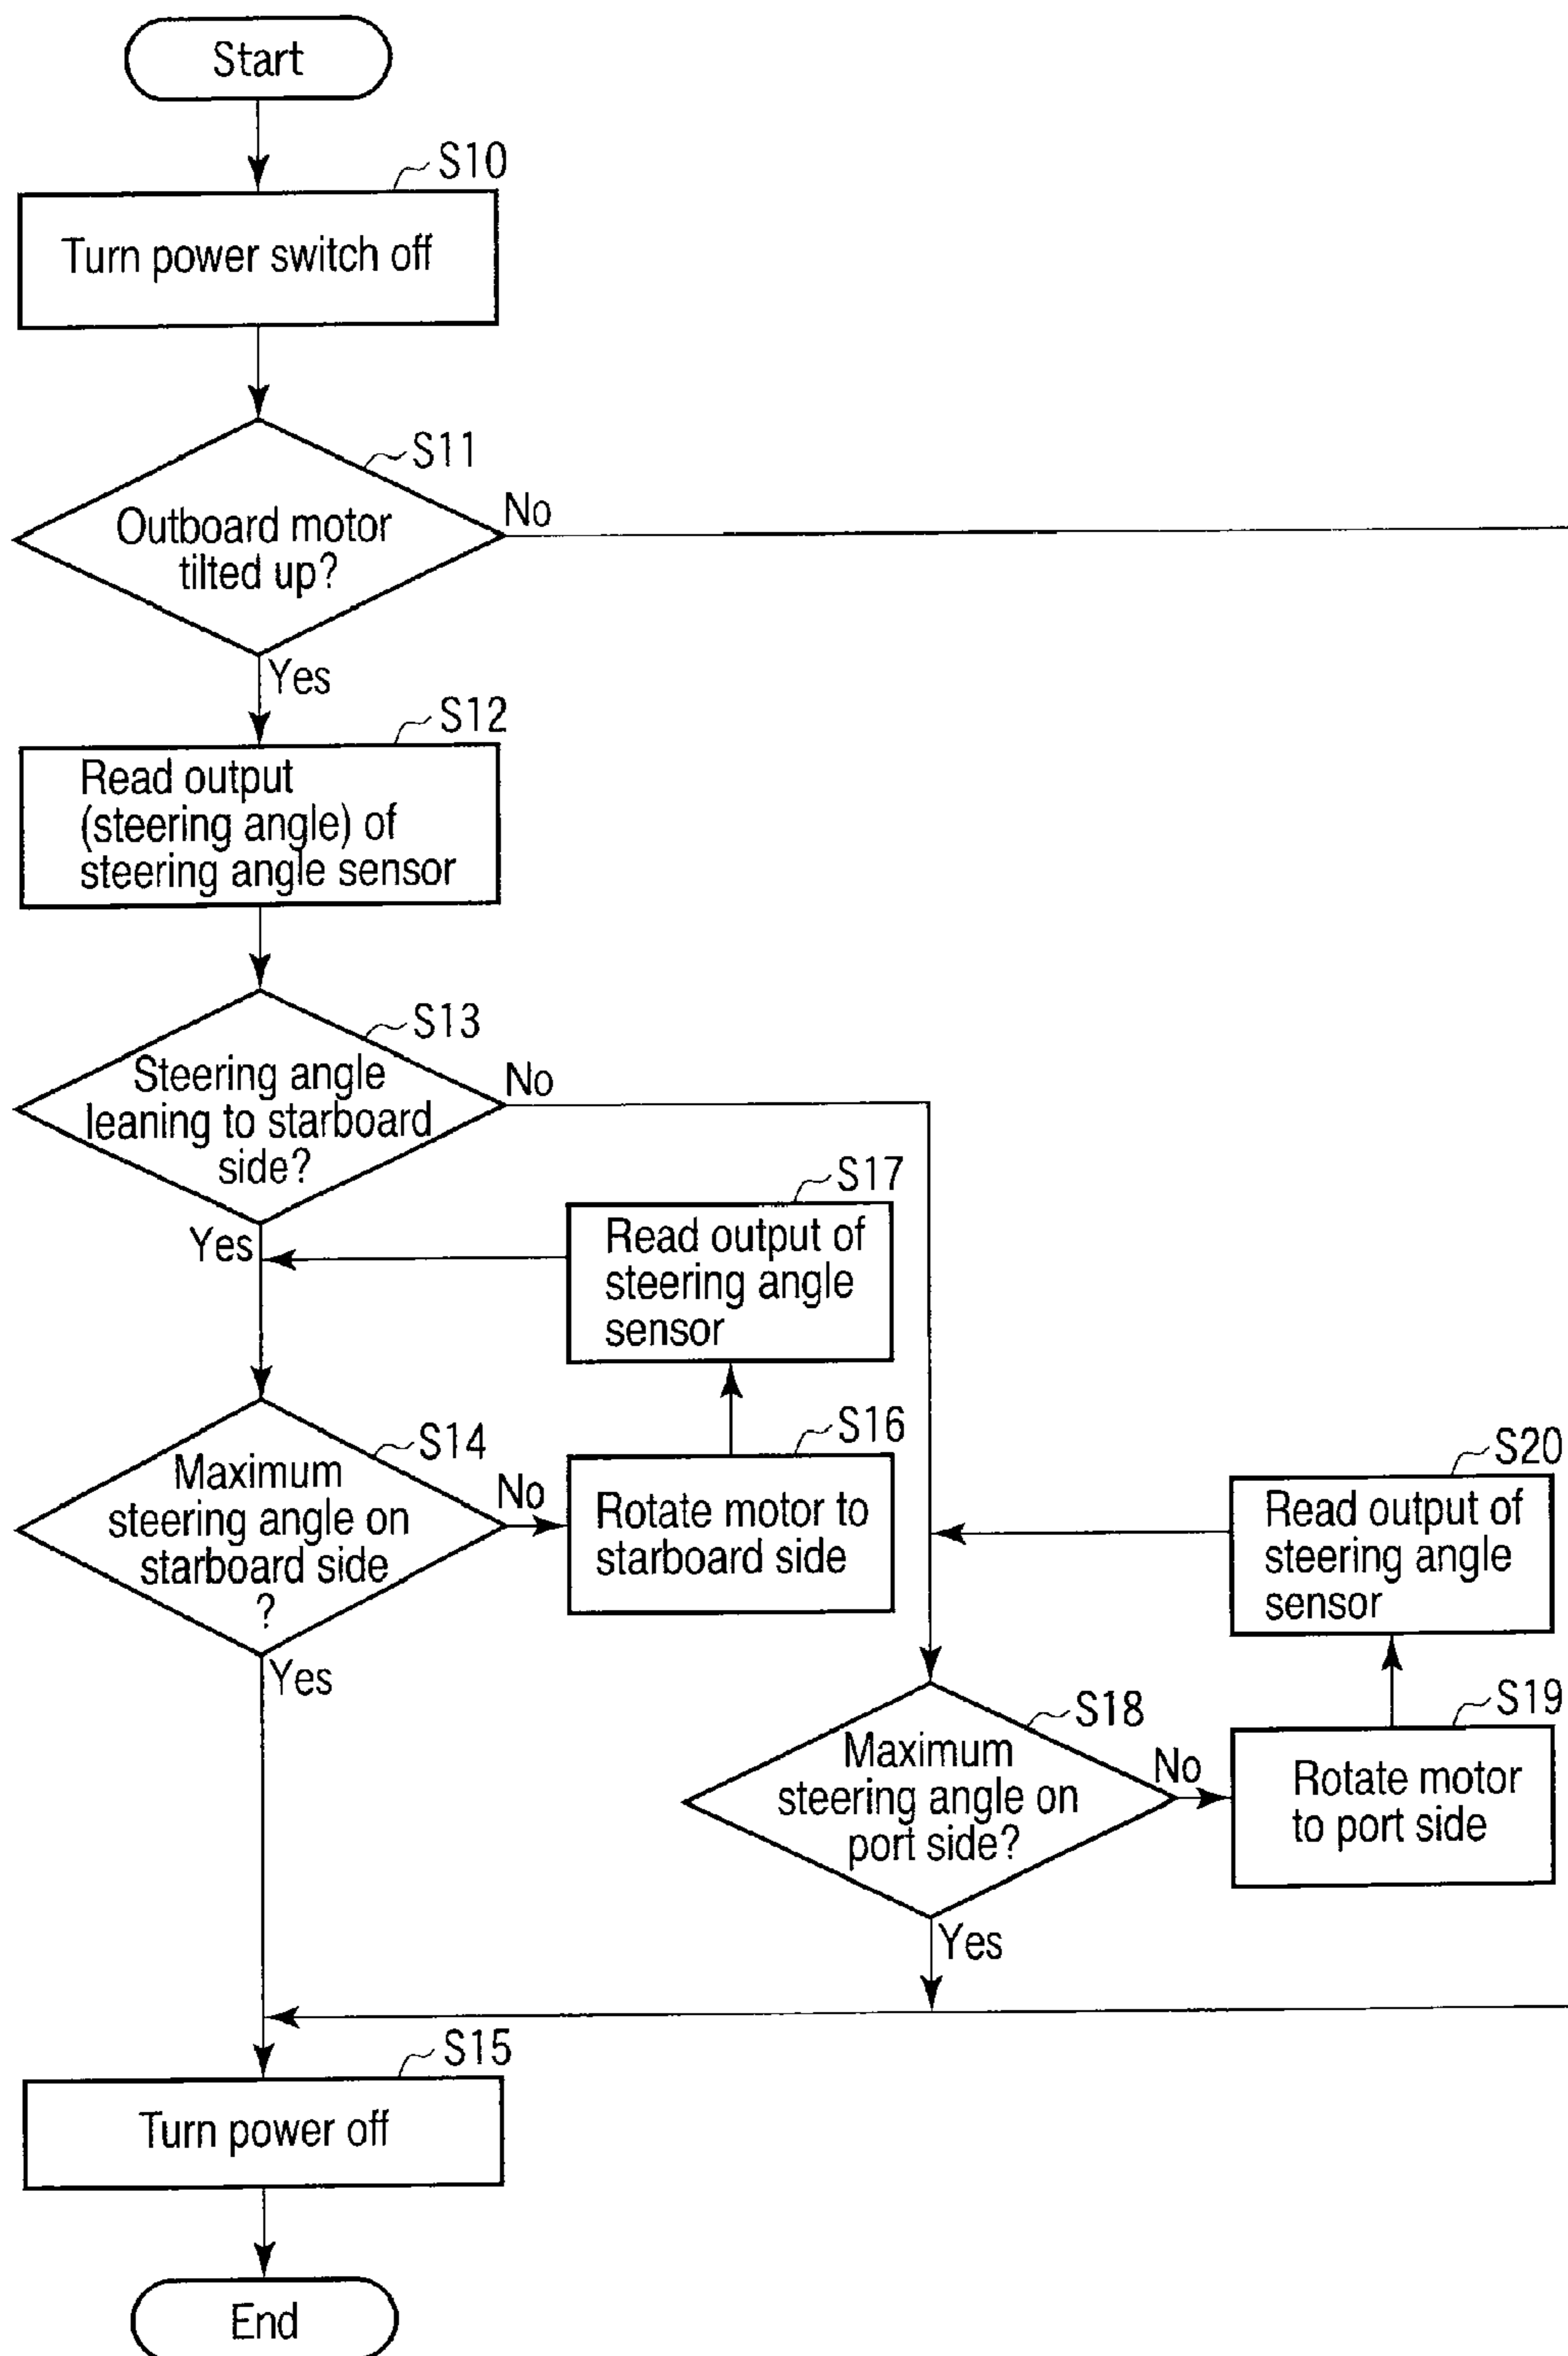 Start
S10
Turn power switch off
S11
Outboard motor
tilted up?
No
Yes
S12
Read output
(steering angle) of
steering angle sensor
S13
Steering angle
leaning to starboard
side?
No
Yes
S17
Read output of
steering angle
sensor
S14
Maximum
steering angle on
starboard side
?
No
Yes
S16
Rotate motor to
starboard side
S20
Read output of
steering angle
sensor
S18
Maximum
steering angle on
port side?
No
Yes
S19
Rotate motor
to port side
S15
Turn power off
End